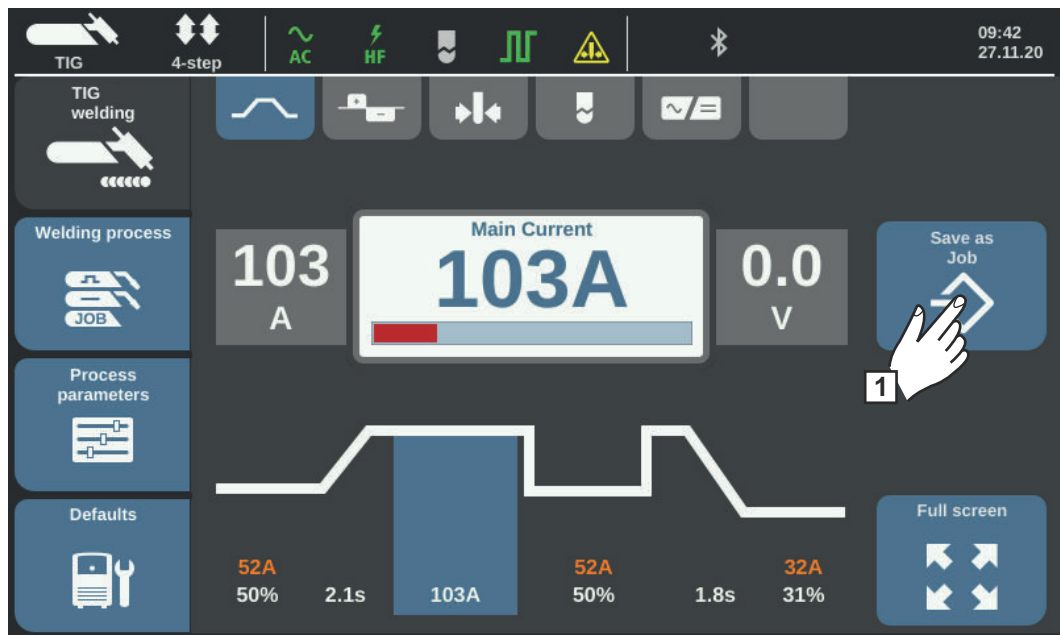 TIG
4-step
AC
HF
09:42
27.11.20
TIG
welding
Welding process
JOB
Process
parameters
Defaults
103
A
Main Current
103A
0.0
V
Save as
Job
1
52A
50%
2.1s
103A
52A
50%
1.8s
32A
31%
Full screen